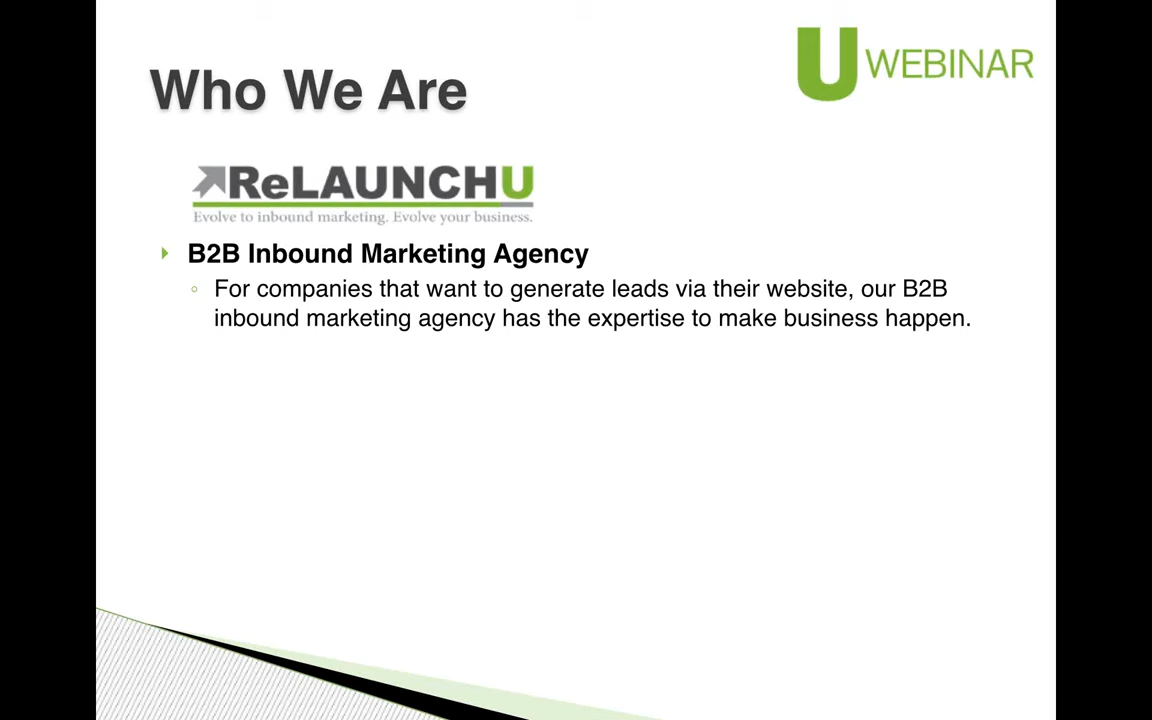 U WEBINAR
Who We Are
ReLAUNCHU
Evolve to inbound marketing. Evolve your business.
B2B Inbound Marketing Agency
For companies that want to generate leads via their website, our B2B
inbound marketing agency has the expertise to make business happen.